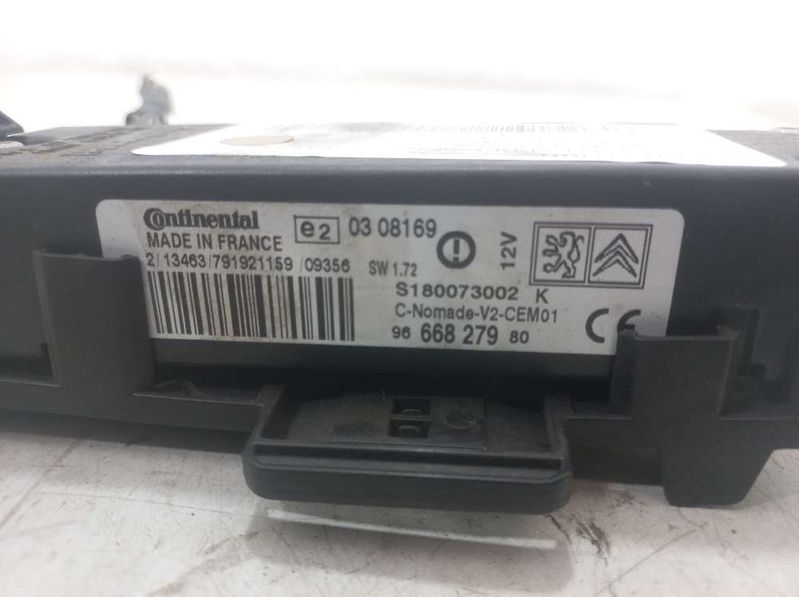 Continental e2 03 08169
MADE IN FRANCE 12V
2/13463/791921159 /09356 SW 1.72
S180073002 K
C-Nomade-V2-CEM01
96 668 279 80 CE